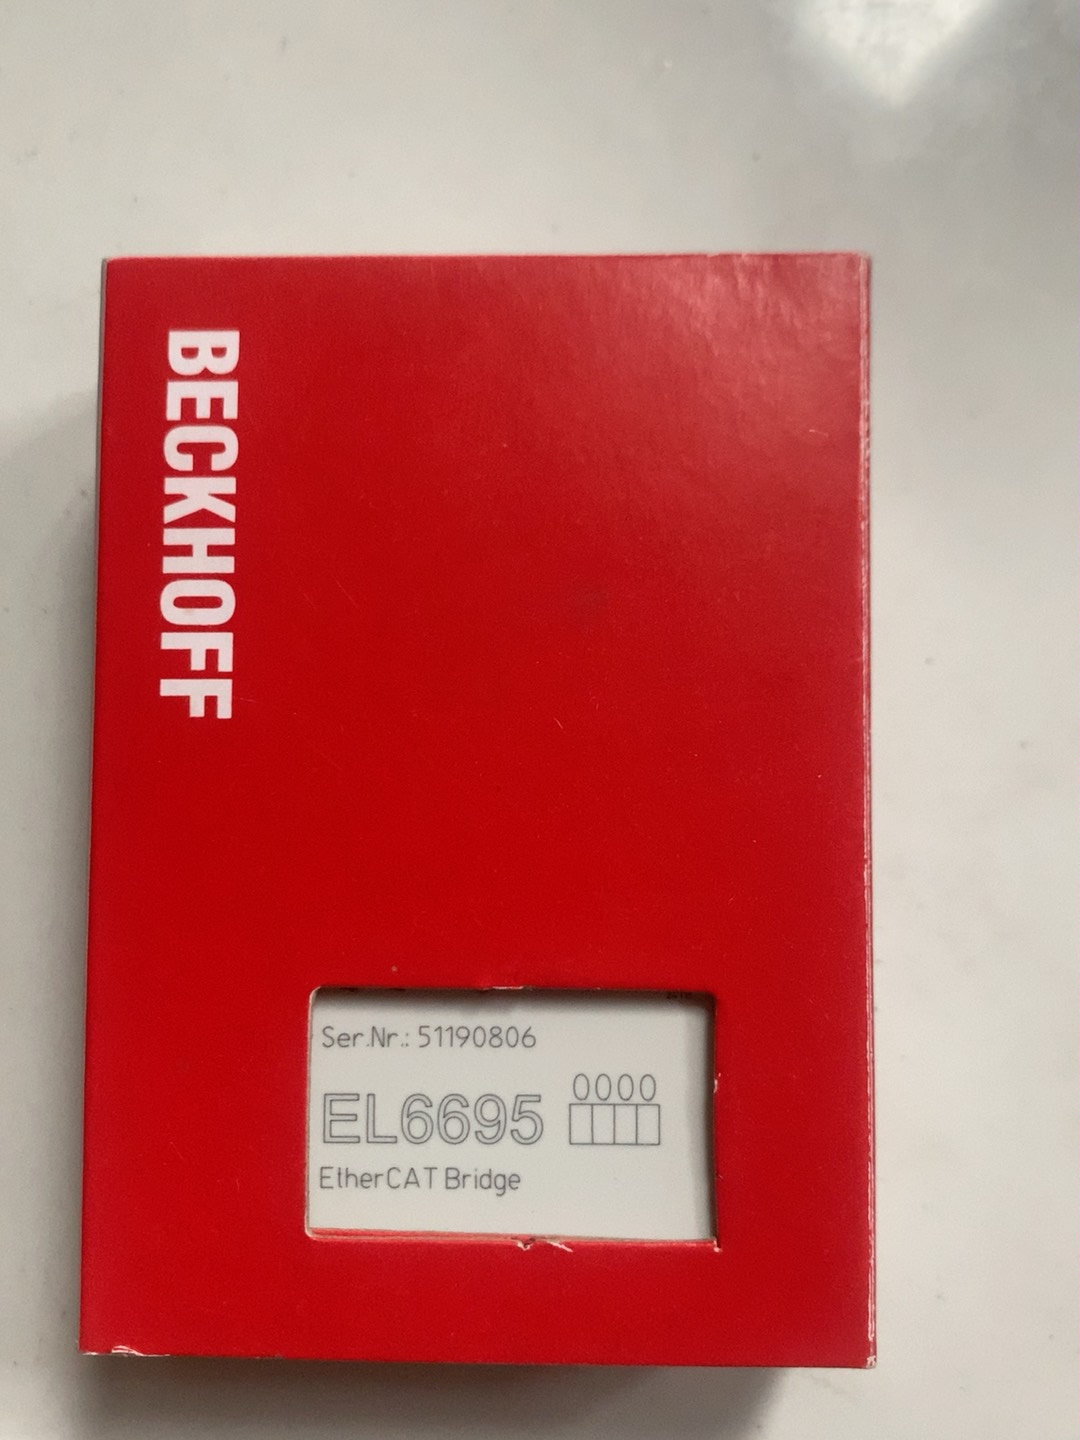 BECKHOFF
Ser.Nr.: 51190806
0000
EL6695
EtherCAT Bridge